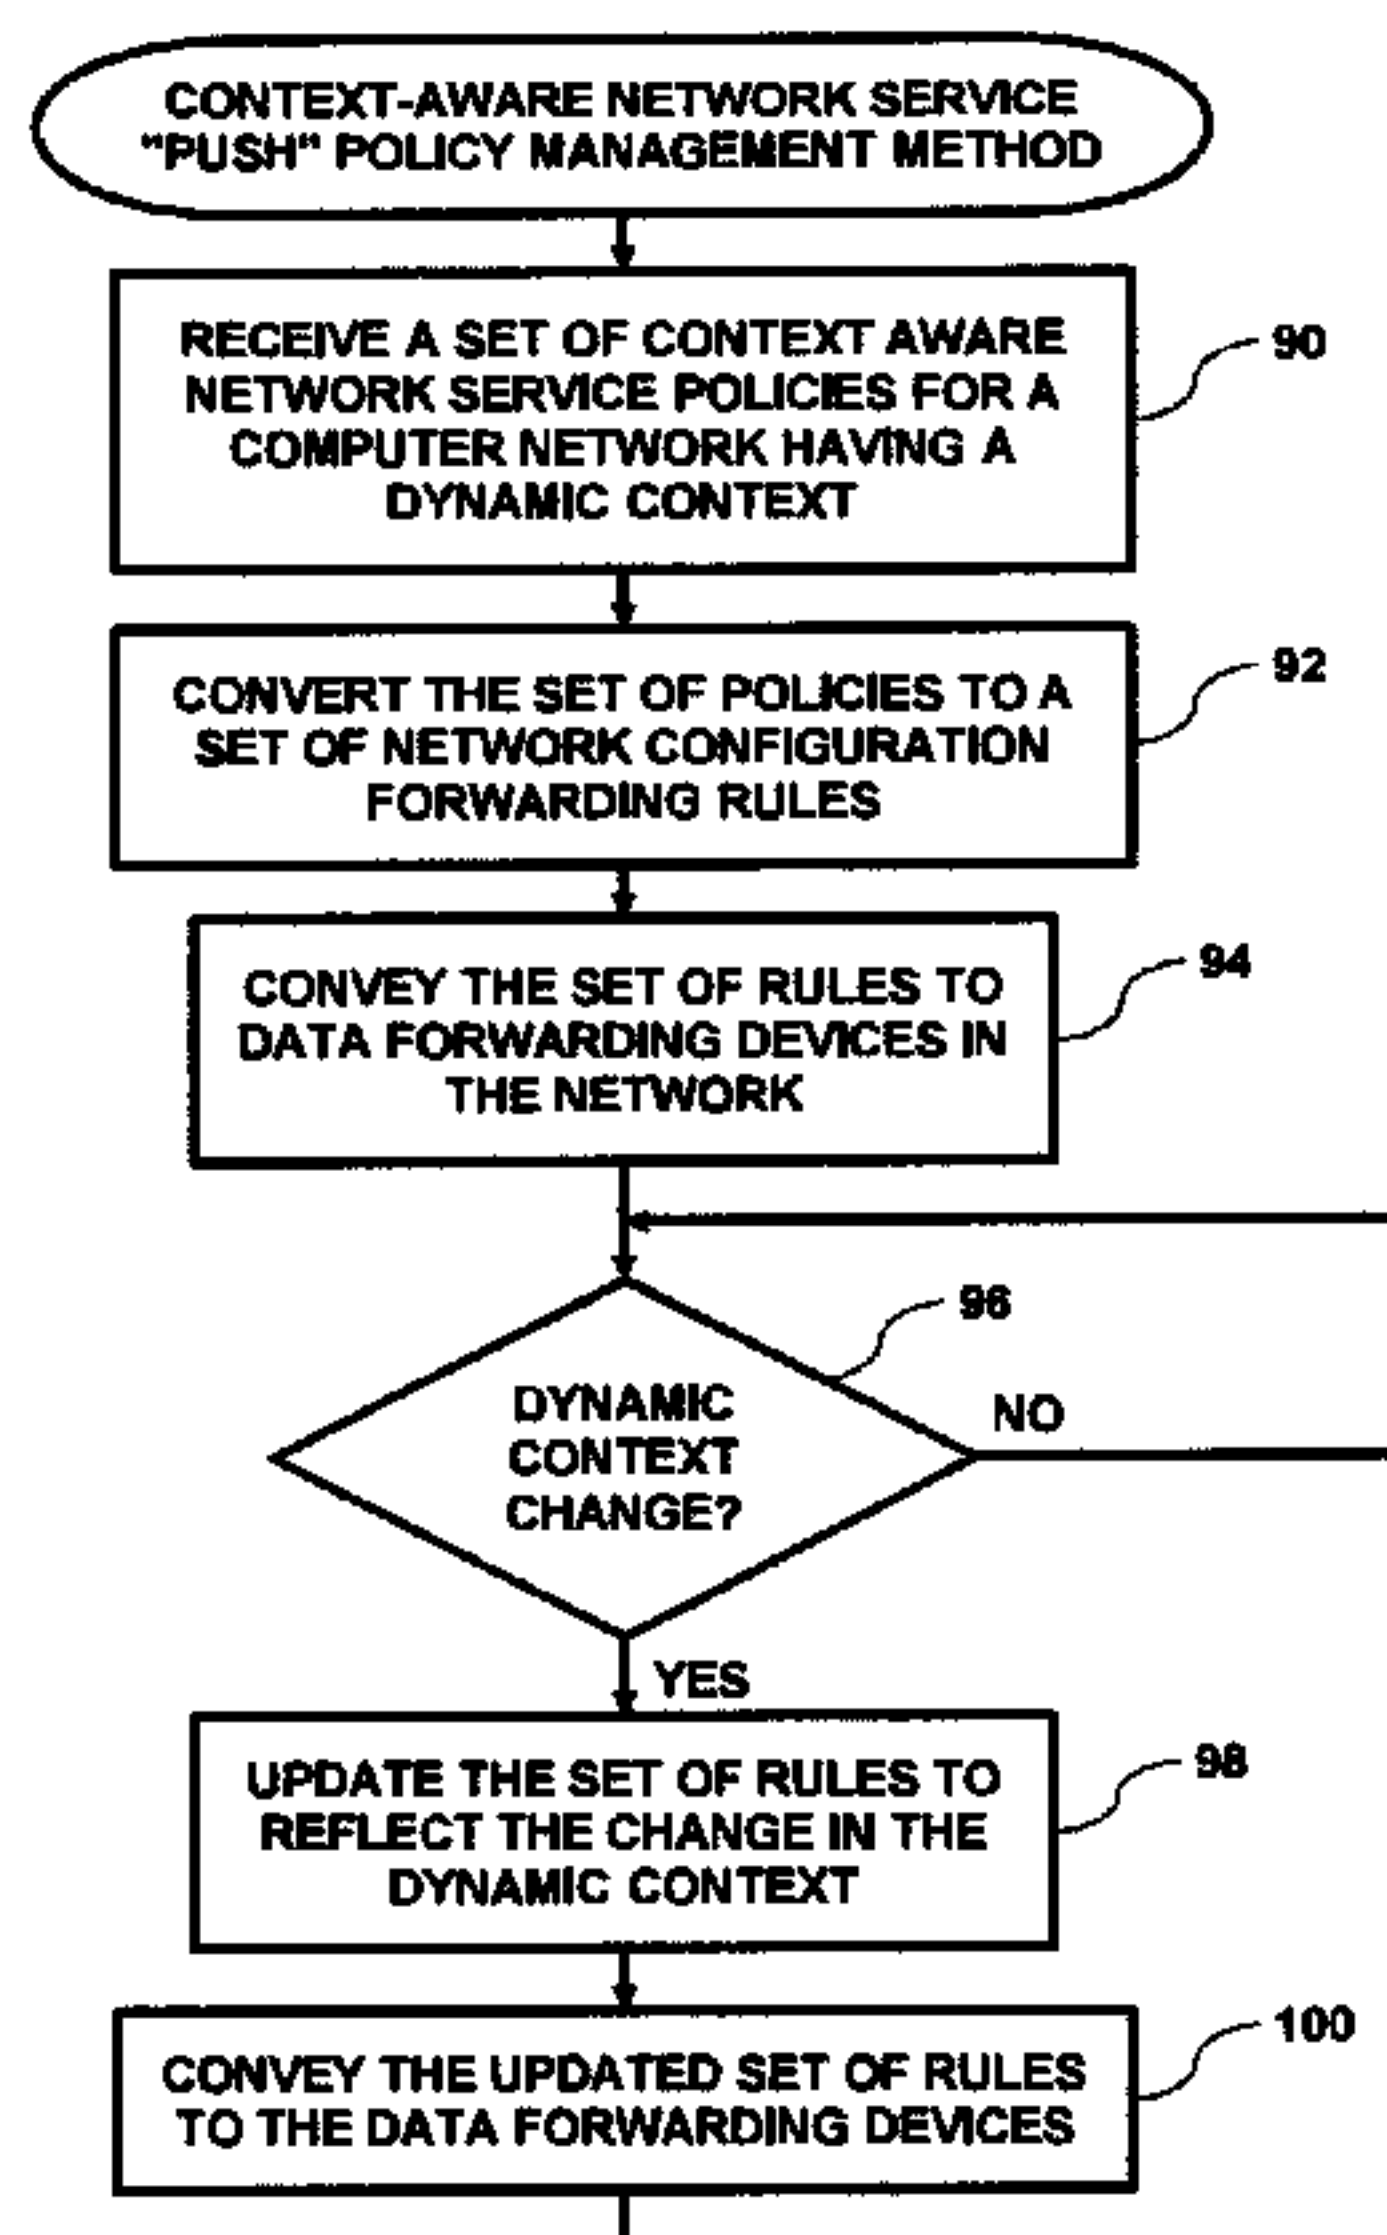 CONTEXT-AWARE NETWORK SERVICE
"PUSH" POLICY MANAGEMENT METHOD
RECEIVE A SET OF CONTEXT AWARE
NETWORK SERVICE POLICIES FOR A
COMPUTER NETWORK HAVING A
DYNAMIC CONTEXT
90
CONVERT THE SET OF POLICIES TO A
SET OF NETWORK CONFIGURATION
FORWARDING RULES
92
CONVEY THE SET OF RULES TO
DATA FORWARDING DEVICES IN
THE NETWORK
94
DYNAMIC
CONTEXT
CHANGE?
96
NO
YES
UPDATE THE SET OF RULES TO
REFLECT THE CHANGE IN THE
DYNAMIC CONTEXT
98
CONVEY THE UPDATED SET OF RULES
TO THE DATA FORWARDING DEVICES
100